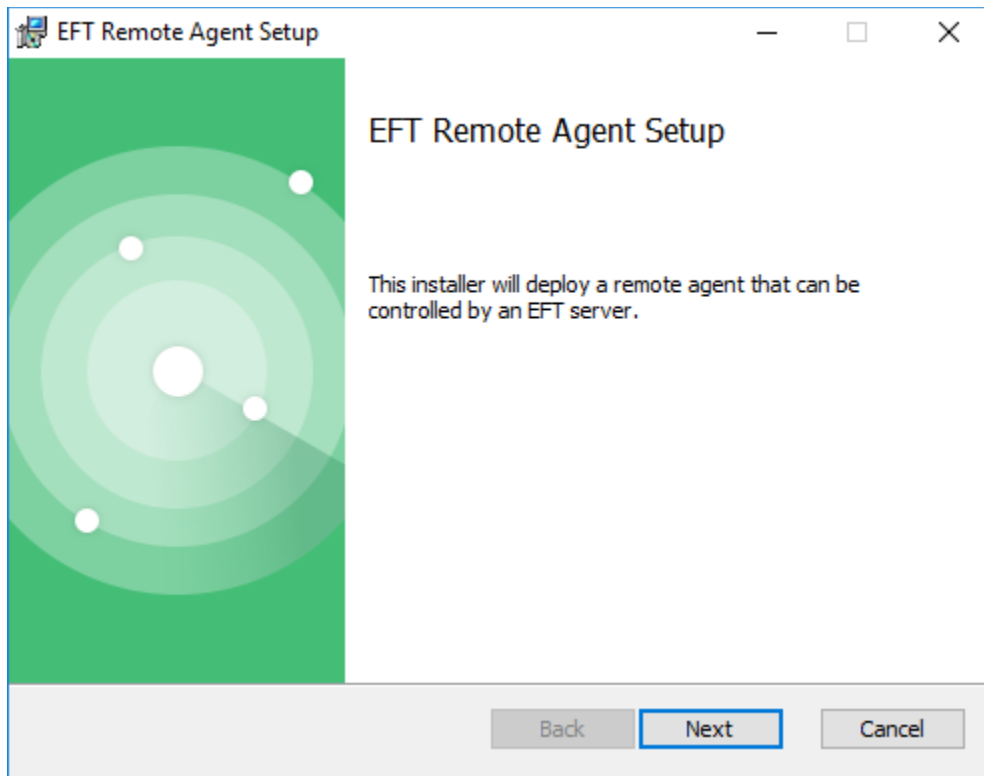 EFT Remote Agent Setup
EFT Remote Agent Setup
This installer will deploy a remote agent that can be
controlled by an EFT server.
Back
Next
Cancel